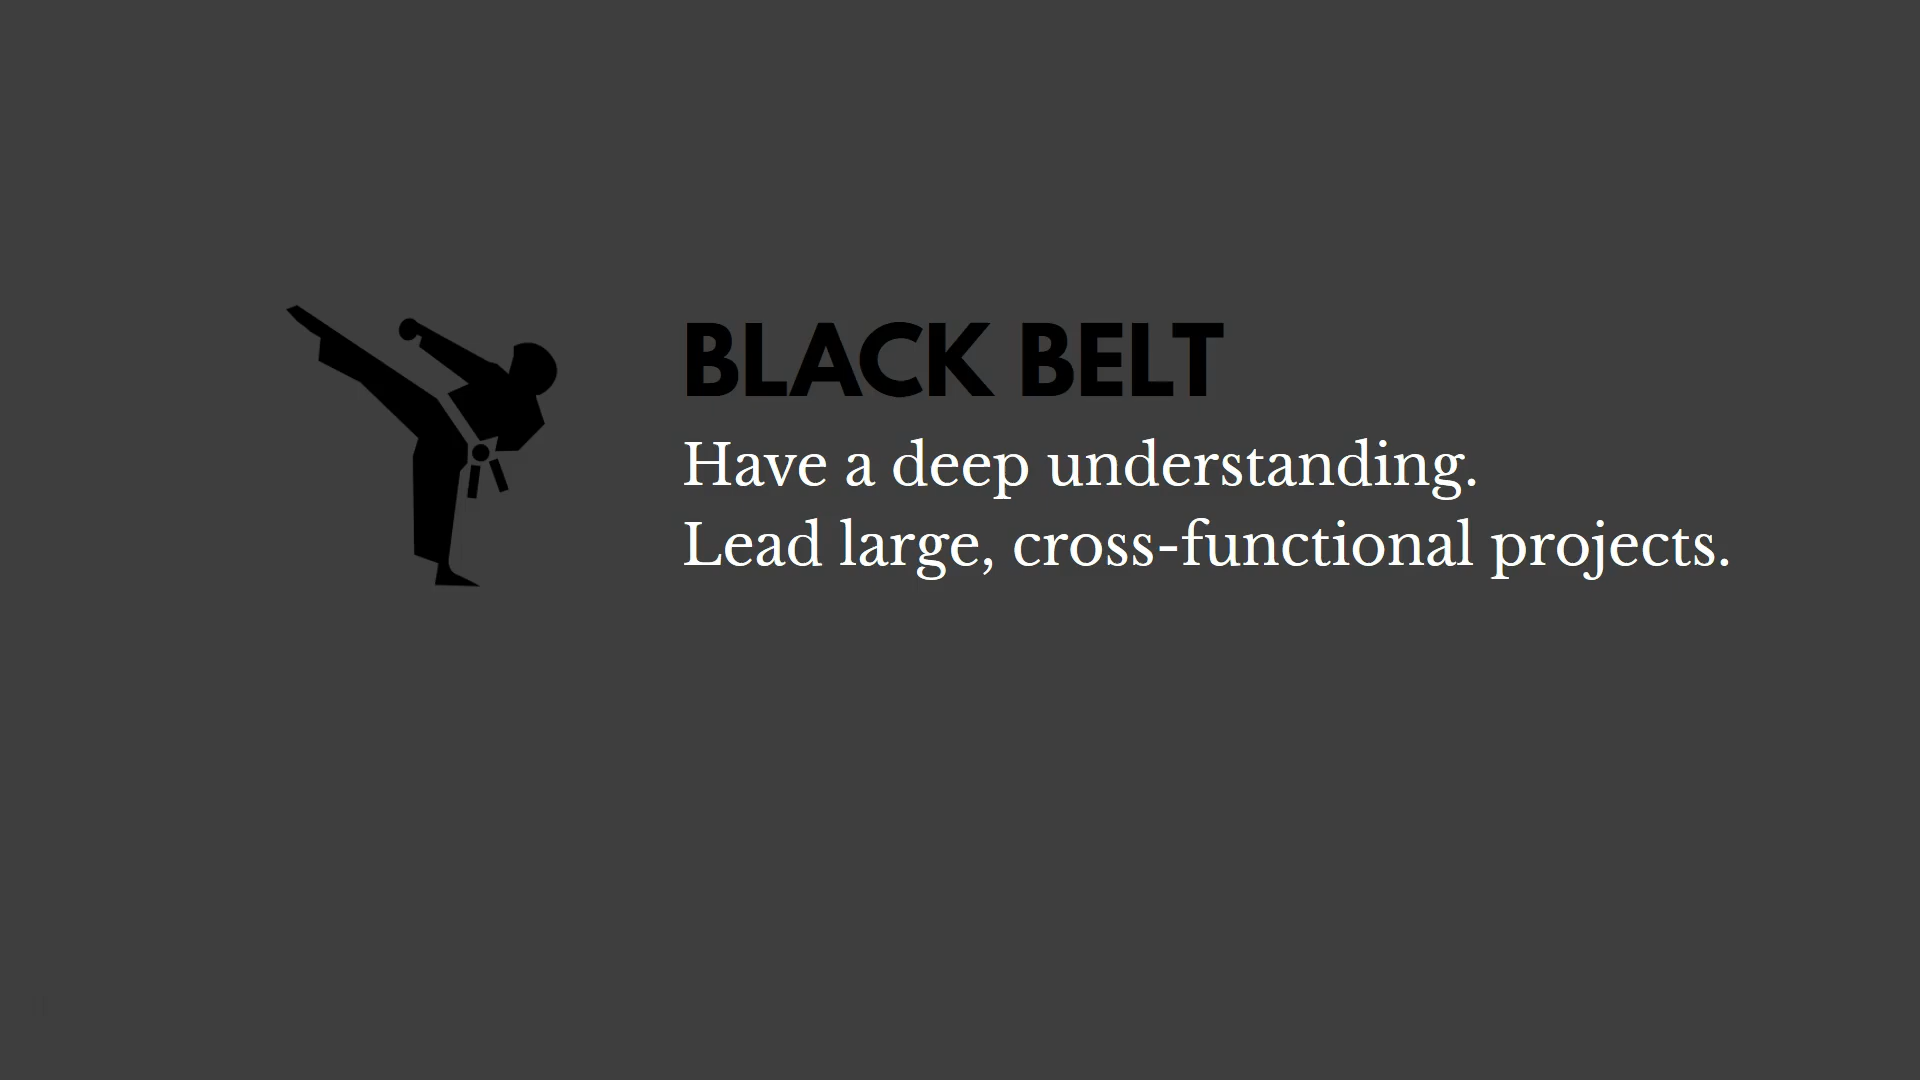 BLACK BELT
Have a deep understanding.
Lead large, cross-functional projects.